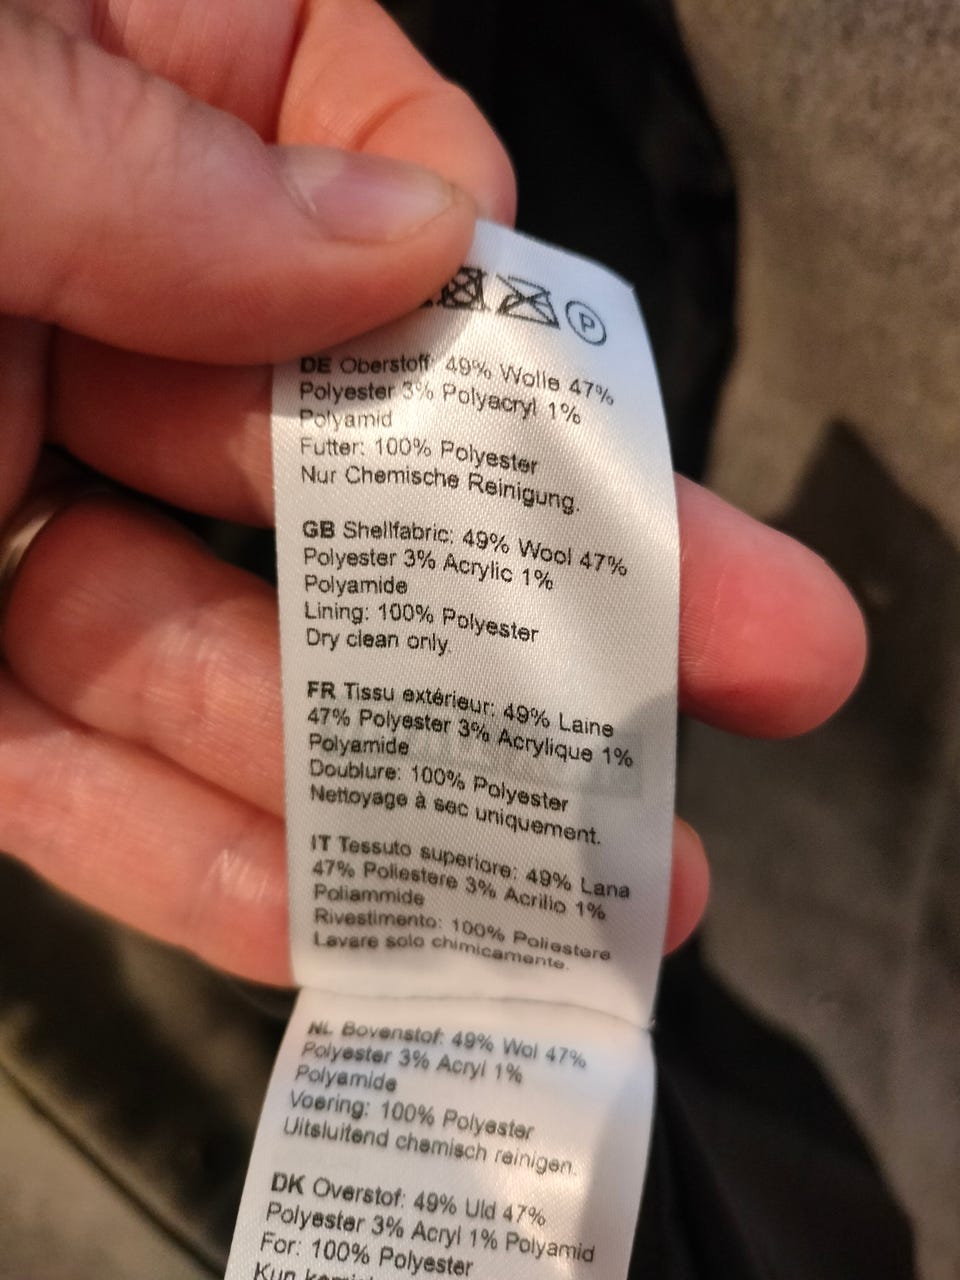 P
DE Oberstoff: 49% Wolle 47%
Polyester 3% Polyacryl 1%
Polyamid
Futter: 100% Polyester
Nur Chemische Reinigung.
GB Shellfabric: 49% Wool 47%
Polyester 3% Acrylic 1%
Polyamide
Lining: 100% Polyester
Dry clean only.
FR Tissu extérieur: 49% Laine
47% Polyester 3% Acrylique 1%
Polyamide
Doublure: 100% Polyester
Nettoyage à sec uniquement.
IT Tessuto superiore: 49% Lana
47% Poliestere 3% Acrilio 1%
Poliammide
Rivestimento: 100% Poliestere
Lavare solo chimicamente.
NL Bovenstof: 49% Wol 47%
Polyester 3% Acryl 1%
Polyamide
Voering: 100% Polyester
Uitsluitend chemisch reinigen.
DK Overstof: 49% Uld 47%
Polyester 3% Acryl 1% Polyamid
For: 100% Polyester
Kun